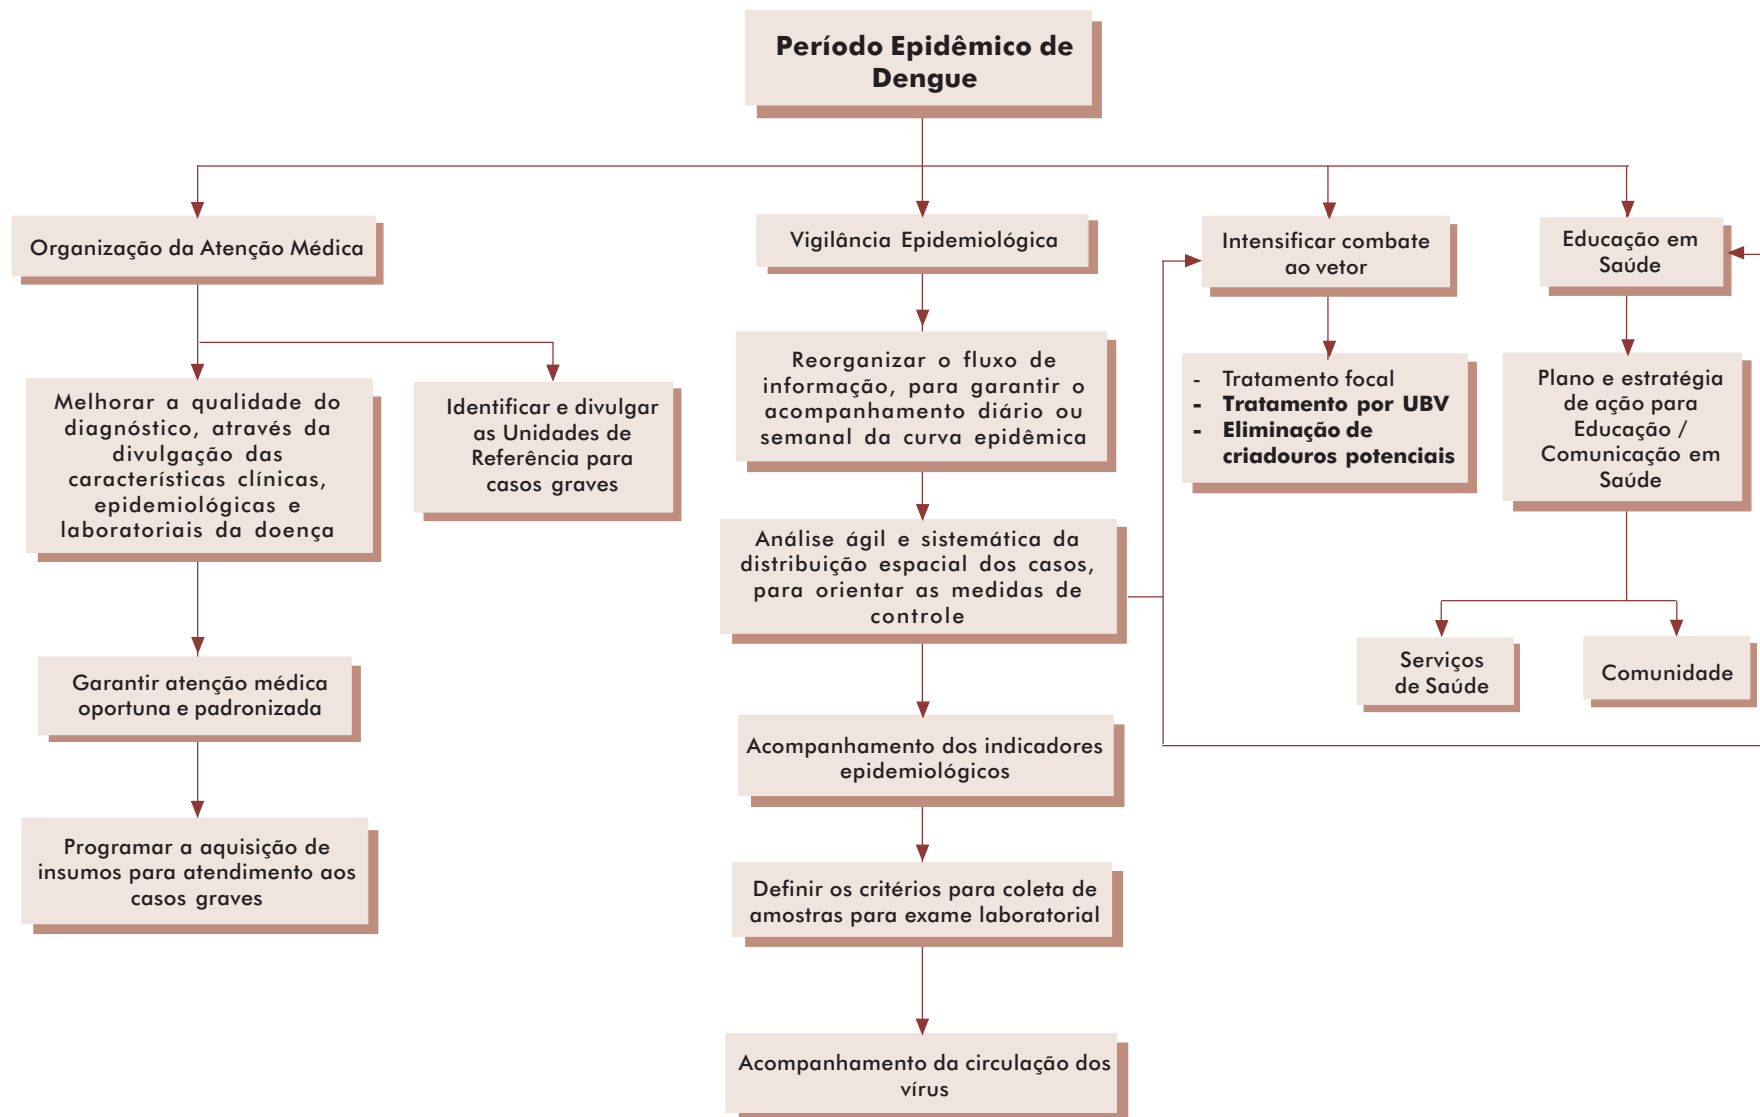 Período Epidêmico de
Dengue
Organização da Atenção Médica
Vigilância Epidemiológica
Intensificar combate
ao vetor
Educação em
Saúde
Melhorar a qualidade do
diagnóstico, através da
divulgação das
características clínicas,
epidemiológicas e
laboratoriais da doença
Identificar e divulgar
as Unidades de
Referência para
casos graves
Reorganizar o fluxo de
informação, para garantir o
acompanhamento diário ou
semanal da curva epidêmica
- Tratamento focal
- Tratamento por UBV
- Eliminação de
criadouros potenciais
Plano e estratégia
de ação para
Educação /
Comunicação em
Saúde
Análise ágil e sistemática da
distribuição espacial dos casos,
para orientar as medidas de
controle
Garantir atenção médica
oportuna e padronizada
Serviços
de Saúde
Comunidade
Acompanhamento dos indicadores
epidemiológicos
Programar a aquisição de
insumos para atendimento aos
casos graves
Definir os critérios para coleta de
amostras para exame laboratorial
Acompanhamento da circulação dos
vírus